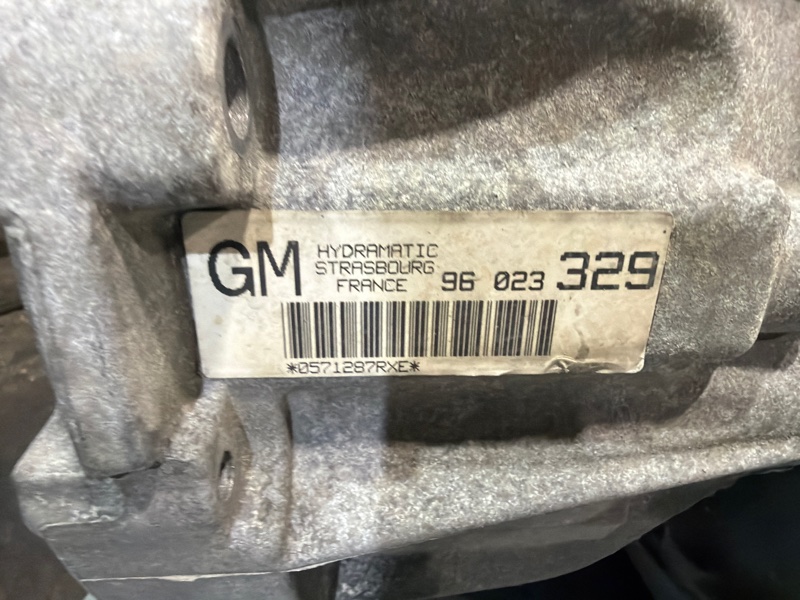 GM HYDRAMATIC
STRASBOURG
FRANCE 96 023 329
*0571287RXE*